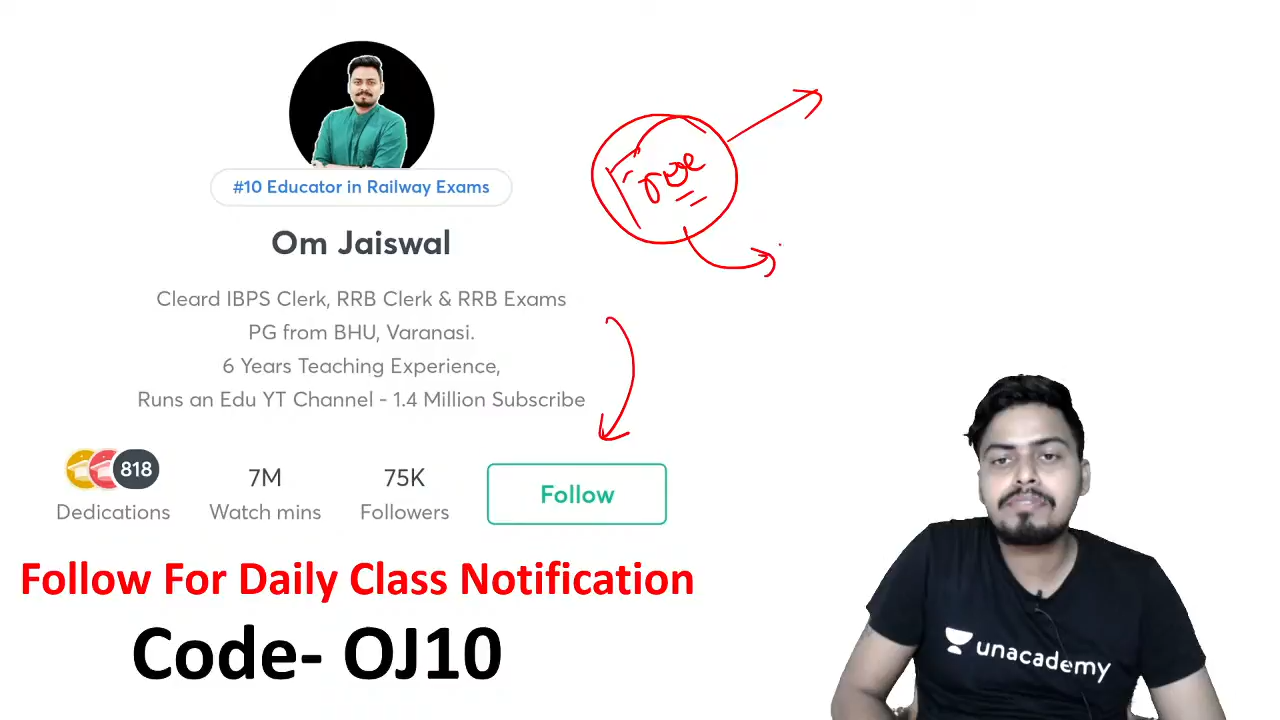 #10 Educator in Railway Exams
Om Jaiswal
Cleard IBPS Clerk, RRB Clerk & RRB Exams
PG from BHU, Varanasi.
6 Years Teaching Experience,
Runs an Edu YT Channel - 1.4 Million Subscribe
818
Dedications
7M
Watch mins
75K
Followers
Follow
Follow For Daily Class Notification
Code- OJ10
Free
unacademy